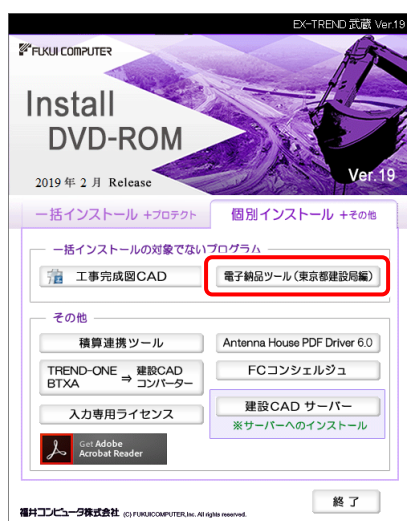 EX-TREND 武蔵 Ver.19
FUKUI COMPUTER
Install
DVD-ROM
2019 年 2 月 Release
Ver.19
一括インストール +プロテクト
個別インストール +その他
一括インストールの対象でないプログラム
工事完成図CAD
電子納品ツール(東京都建設局編)
その他
積算連携ツール
Antenna House PDF Driver 6.0
TREND-ONE ⇒ 建設CAD
BTXA コンバーター
FCコンシェルジュ
入力専用ライセンス
建設CAD サーバー
※サーバーへのインストール
Get Adobe
Acrobat Reader
終 了
福井コンピュータ株式会社 (C) FUKUICOMPUTER, Inc. All rights reserved.